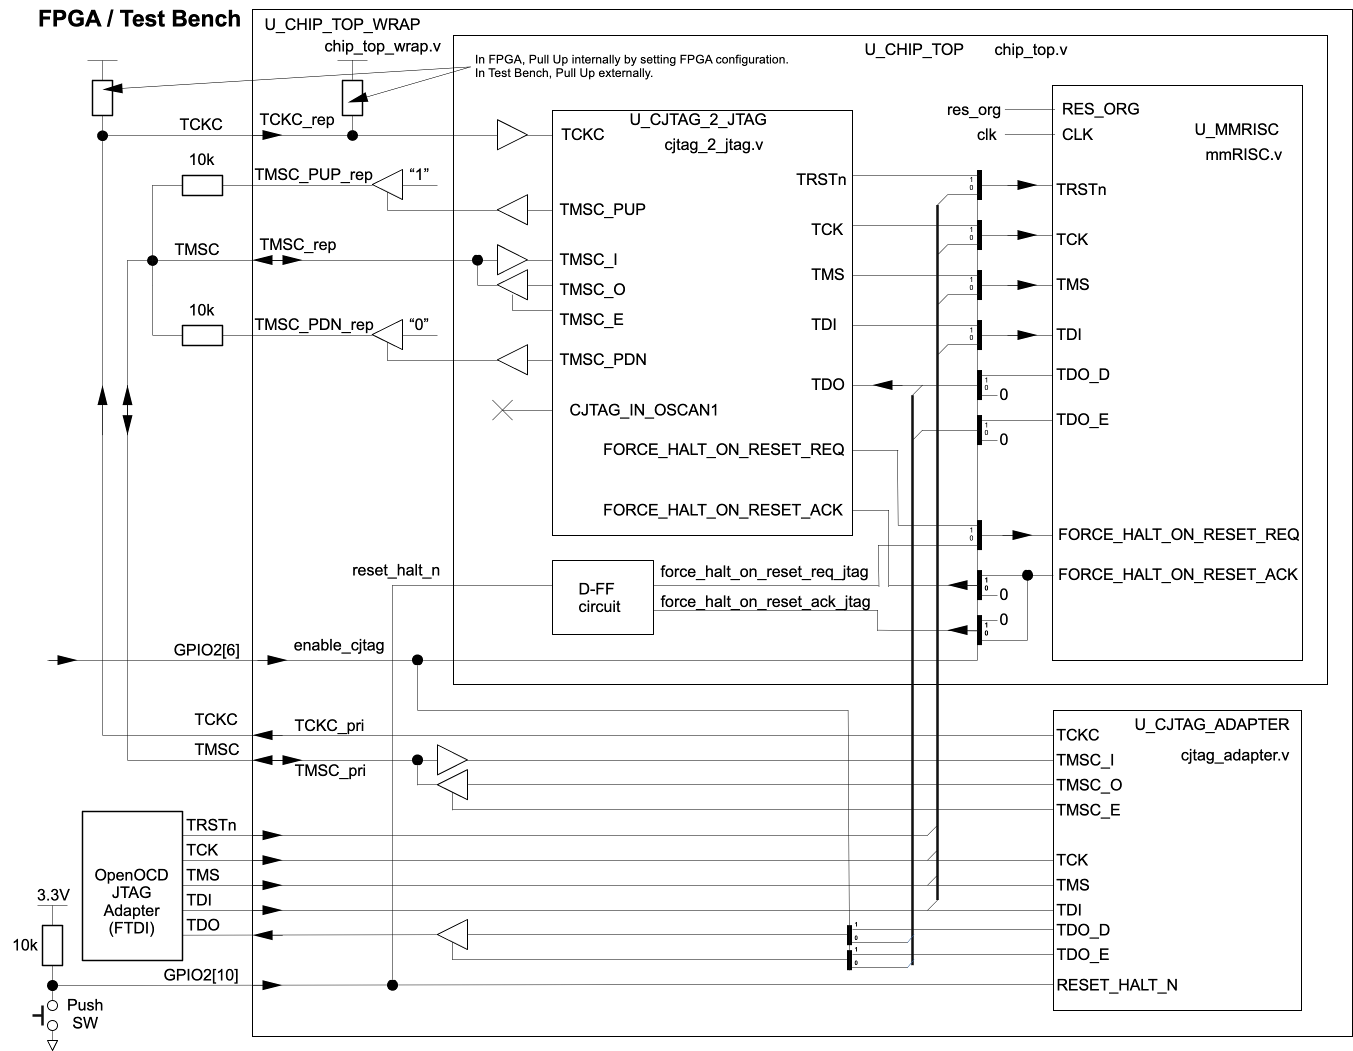 FPGA / Test Bench
U_CHIP_TOP_WRAP
chip_top_wrap.v
U_CHIP_TOP chip_top.v
In FPGA, Pull Up internally by setting FPGA configuration.
In Test Bench, Pull Up externally.
TCKC
TCKC_rep
10k
TMSC_PUP_rep
“1”
TMSC
TMSC_rep
10k
TMSC_PDN_rep
“0”
U_CJTAG_2_JTAG
cjtag_2_jtag.v
TCKC
TMSC_PUP
TMSC_I
TMSC_O
TMSC_E
TMSC_PDN
CJTAG_IN_OSCAN1
TRSTn
TCK
TMS
TDI
TDO
FORCE_HALT_ON_RESET_REQ
FORCE_HALT_ON_RESET_ACK
1
0
1
0
1
0
1
0
1
0
0
1
0
0
1
0
1
0
0
0
1
0
res_org
clk
RES_ORG
CLK
U_MMRISC
mmRISC.v
TRSTn
TCK
TMS
TDI
TDO_D
TDO_E
FORCE_HALT_ON_RESET_REQ
FORCE_HALT_ON_RESET_ACK
reset_halt_n
D-FF
circuit
force_halt_on_reset_req_jtag
force_halt_on_reset_ack_jtag
GPIO2[6]
enable_cjtag
TCKC
TCKC_pri
TMSC
TMSC_pri
U_CJTAG_ADAPTER
cjtag_adapter.v
TCKC
TMSC_I
TMSC_O
TMSC_E
TCK
TMS
TDI
TDO_D
TDO_E
RESET_HALT_N
1
0
1
0
OpenOCD
JTAG
Adapter
(FTDI)
TRSTn
TCK
TMS
TDI
TDO
3.3V
10k
GPIO2[10]
Push
SW